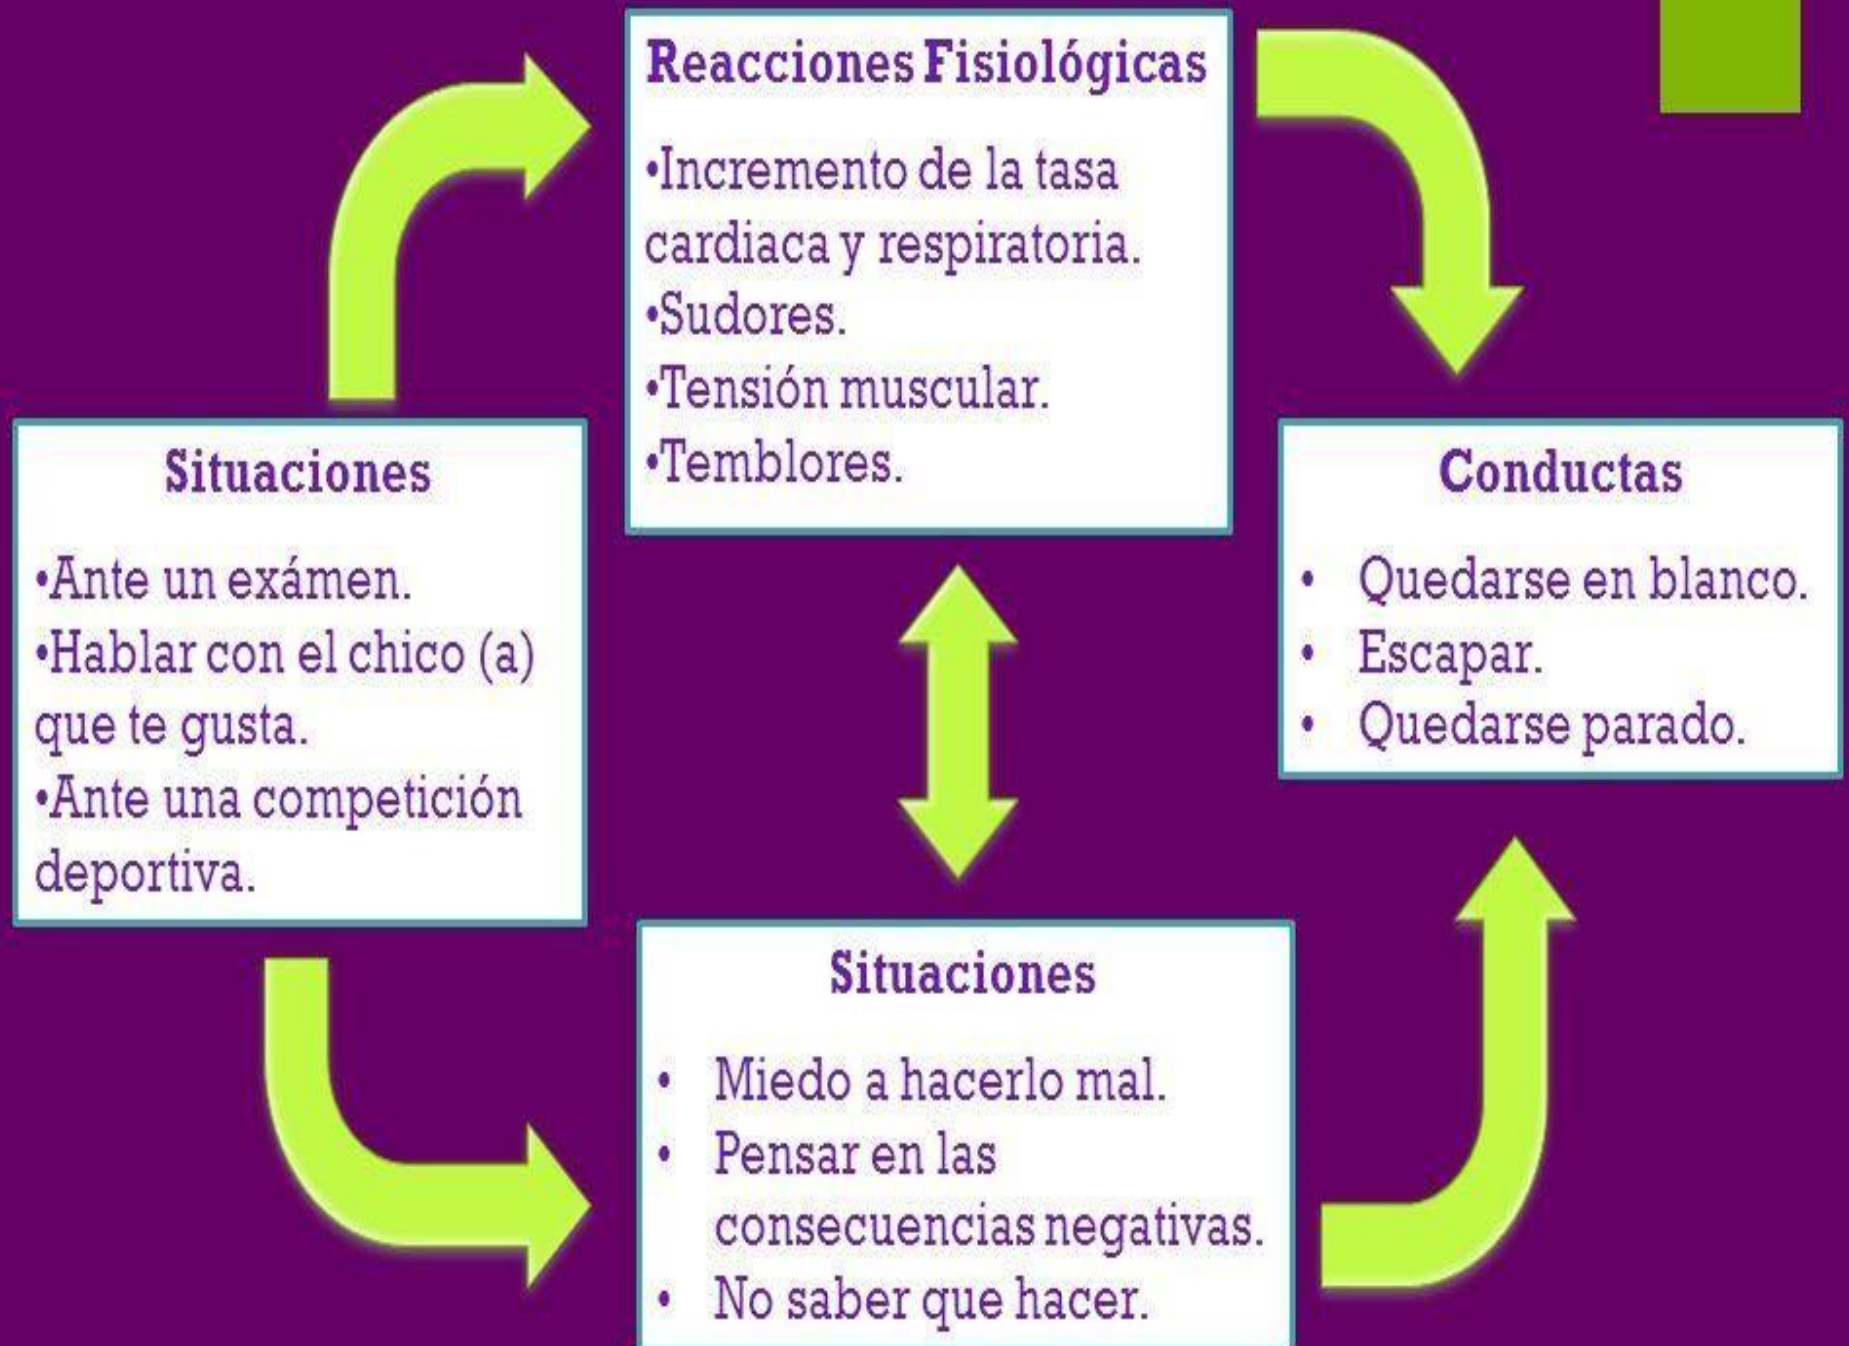 Reacciones Fisiológicas
•Incremento de la tasa
cardiaca y respiratoria.
•Sudores.
•Tensión muscular.
•Temblores.
Situaciones
•Ante un exámen.
•Hablar con el chico (a)
que te gusta.
•Ante una competición
deportiva.
Conductas
• Quedarse en blanco.
• Escapar.
• Quedarse parado.
Situaciones
• Miedo a hacerlo mal.
• Pensar en las
consecuencias negativas.
• No saber que hacer.